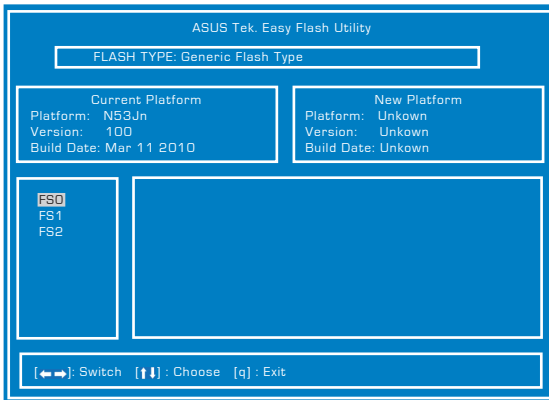 ASUS Tek. Easy Flash Utility
FLASH TYPE: Generic Flash Type
Current Platform
Platform: N53Jn
Version: 100
Build Date: Mar 11 2010
New Platform
Platform: Unkown
Version: Unkown
Build Date: Unkown
FS0
FS1
FS2
[←→]: Switch [↑↓] : Choose [q] : Exit